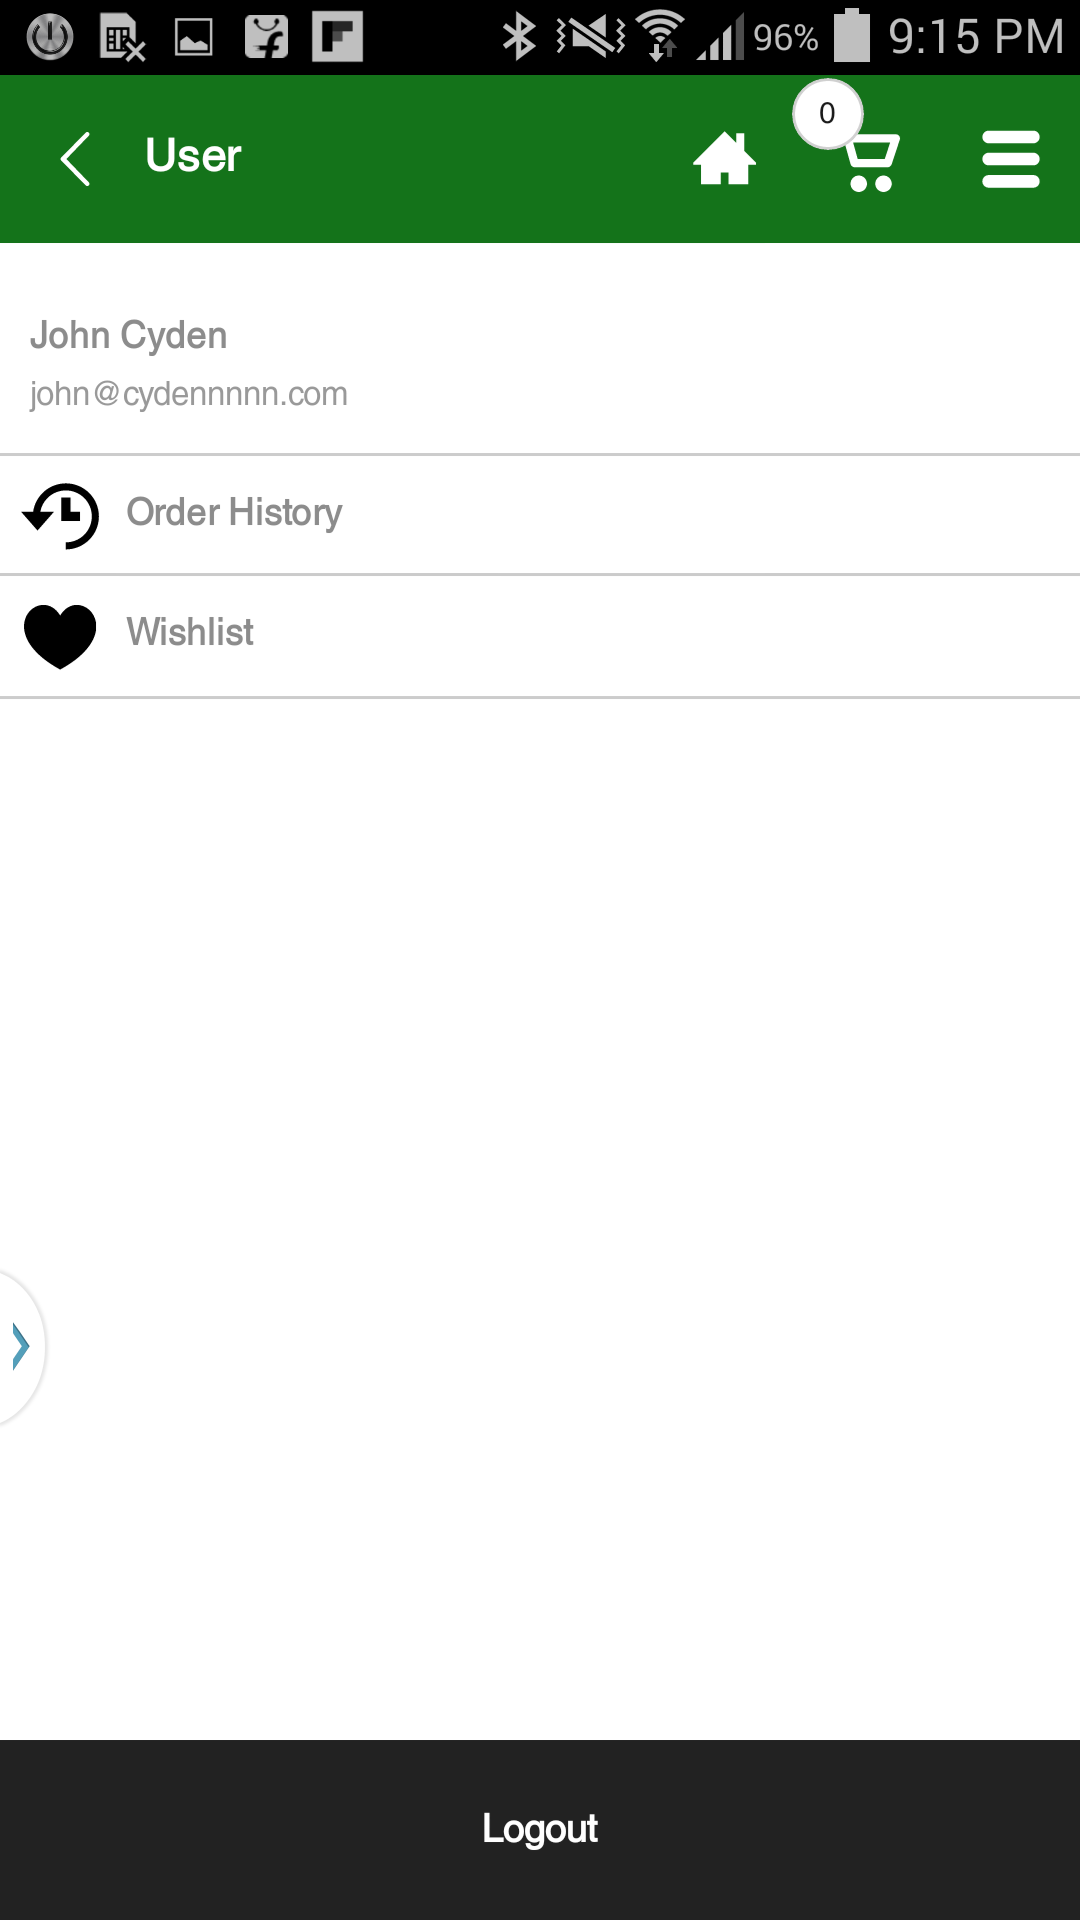 96% 9:15 PM
User
0
John Cyden
john@cydennnnn.com
Order History
Wishlist
Logout